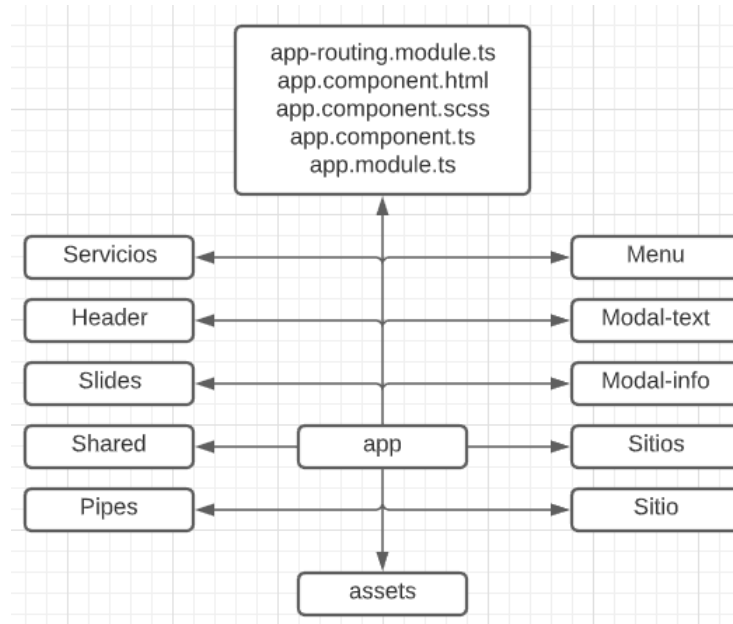 app-routing.module.ts
app.component.html
app.component.scss
app.component.ts
app.module.ts
Servicios
Menu
Header
Modal-text
Slides
Modal-info
Shared
app
Sitios
Pipes
Sitio
assets